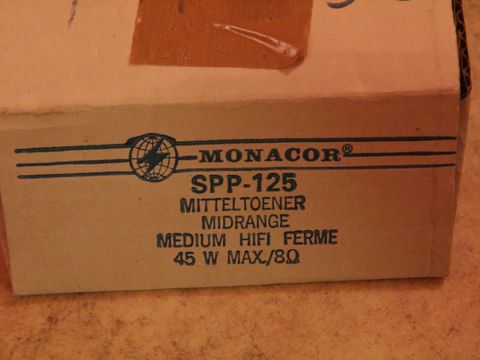 MONACOR®
SPP-125
MITTELTOENER
MIDRANGE
MEDIUM HIFI FERME
45 W MAX./8Ω